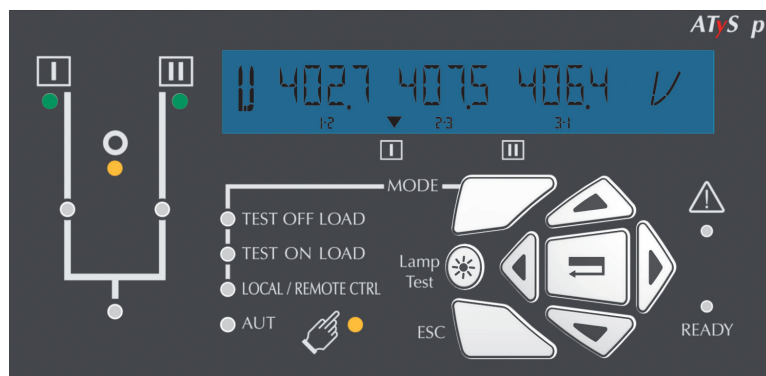 ATyS p
I II
U 402.7 407.5 406.4 V
1-2 2-3 3-1
I II
O
MODE
TEST OFF LOAD
TEST ON LOAD
Lamp
Test
LOCAL / REMOTE CTRL
AUT
ESC
READY